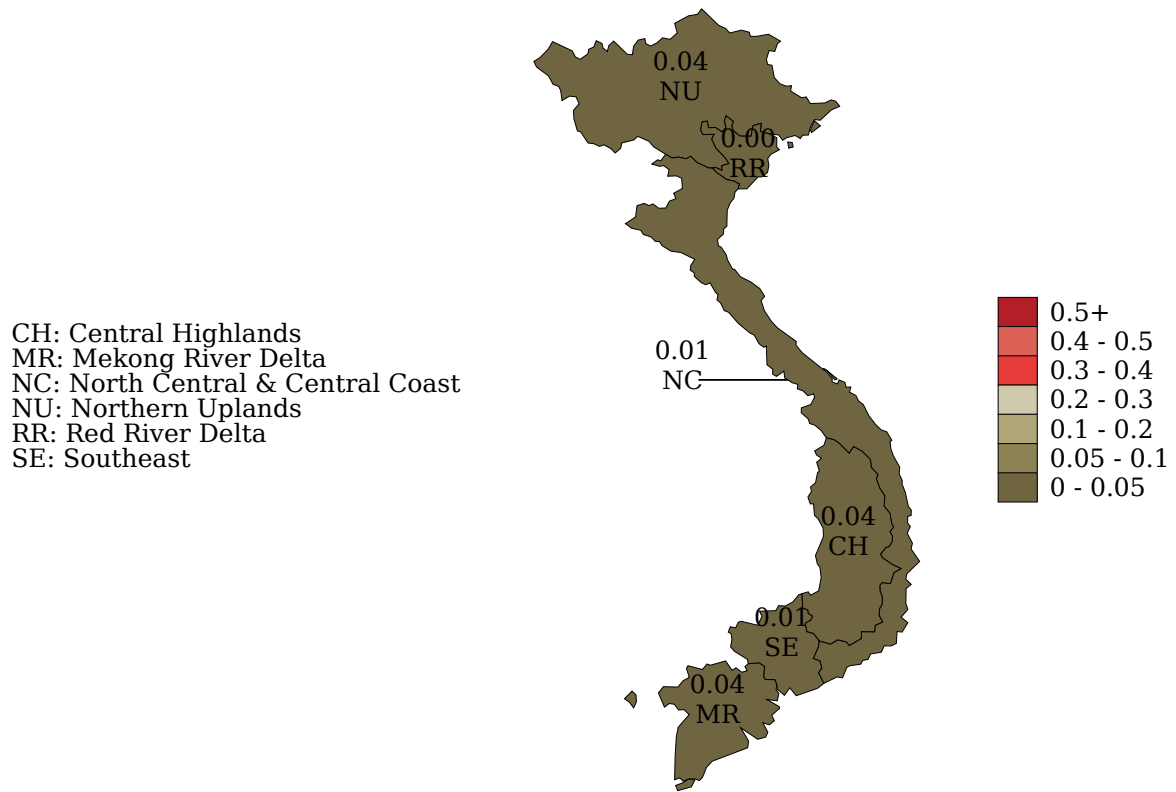 0.04
NU
0.00
RR
CH: Central Highlands
MR: Mekong River Delta
NC: North Central & Central Coast
NU: Northern Uplands
RR: Red River Delta
SE: Southeast
0.01
NC
0.04
CH
0.01
SE
0.04
MR
0.5+
0.4 - 0.5
0.3 - 0.4
0.2 - 0.3
0.1 - 0.2
0.05 - 0.1
0 - 0.05